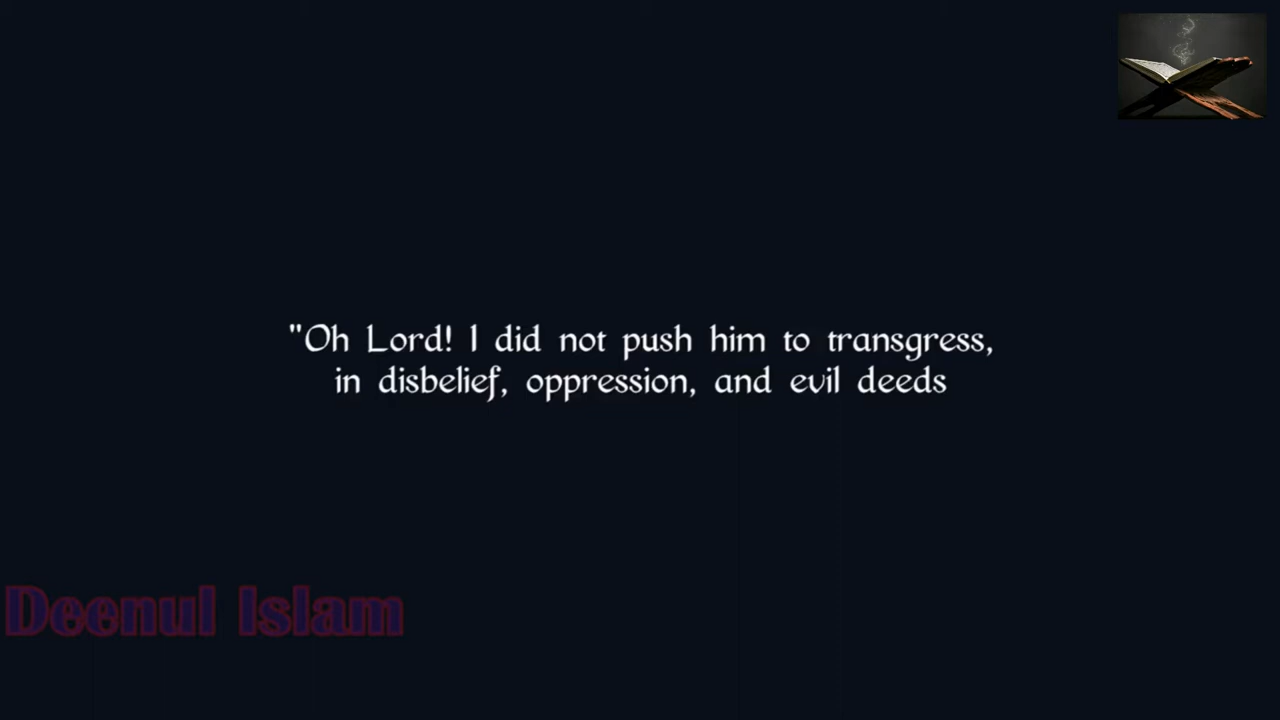 "Oh Lord! I did not push him to transgress,
in disbelief, oppression, and evil deeds
Deenul Islam